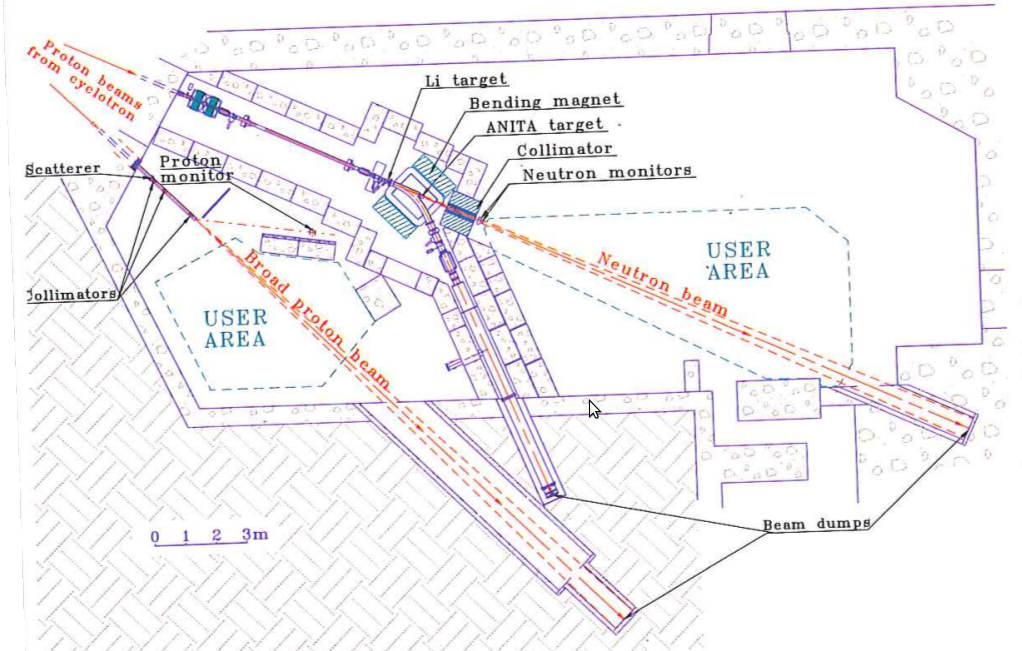 Proton beams
from cyclotron
Li target
Bending magnet
ANITA target
Collimator
Neutron monitors
Scatterer
Proton
monitor
Collimators
USER
AREA
Broad proton beam
Neutron beam
USER
AREA
0 1 2 3m
Beam dumps